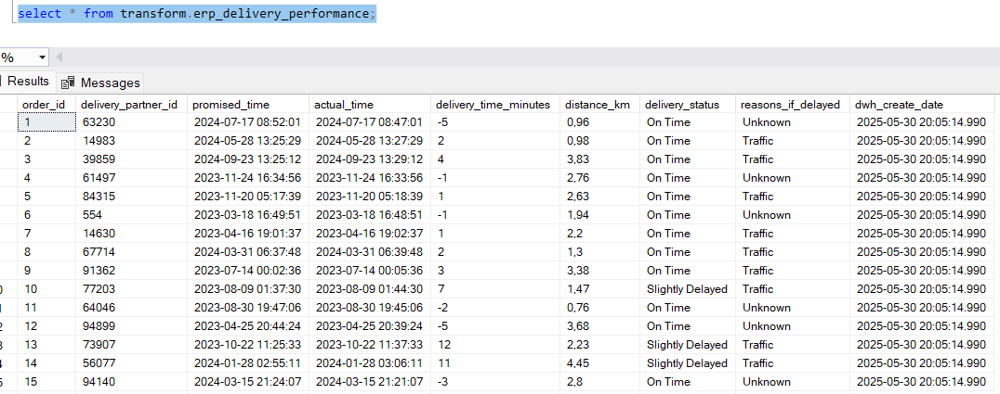 select * from transform.erp_delivery_performance;
%
Results Messages
order_id delivery_partner_id promised_time actual_time delivery_time_minutes distance_km delivery_status reasons_if_delayed dwh_create_date
1 63230 2024-07-17 08:52:01 2024-07-17 08:47:01 -5 0,96 On Time Unknown 2025-05-30 20:05:14.990
2 14983 2024-05-28 13:25:29 2024-05-28 13:27:29 2 0,98 On Time Traffic 2025-05-30 20:05:14.990
3 39859 2024-09-23 13:25:12 2024-09-23 13:29:12 4 3,83 On Time Traffic 2025-05-30 20:05:14.990
4 61497 2023-11-24 16:34:56 2023-11-24 16:33:56 -1 2,76 On Time Unknown 2025-05-30 20:05:14.990
5 84315 2023-11-20 05:17:39 2023-11-20 05:18:39 1 2,63 On Time Traffic 2025-05-30 20:05:14.990
6 554 2023-03-18 16:49:51 2023-03-18 16:48:51 -1 1,94 On Time Unknown 2025-05-30 20:05:14.990
7 14630 2023-04-16 19:01:37 2023-04-16 19:02:37 1 2,2 On Time Traffic 2025-05-30 20:05:14.990
8 67714 2024-03-31 06:37:48 2024-03-31 06:39:48 2 1,3 On Time Traffic 2025-05-30 20:05:14.990
9 91362 2023-07-14 00:02:36 2023-07-14 00:05:36 3 3,38 On Time Traffic 2025-05-30 20:05:14.990
0 10 77203 2023-08-09 01:37:30 2023-08-09 01:44:30 7 1,47 Slightly Delayed Traffic 2025-05-30 20:05:14.990
1 11 64046 2023-08-30 19:47:06 2023-08-30 19:45:06 -2 0,76 On Time Unknown 2025-05-30 20:05:14.990
2 12 94899 2023-04-25 20:44:24 2023-04-25 20:39:24 -5 3,68 On Time Unknown 2025-05-30 20:05:14.990
3 13 73907 2023-10-22 11:25:33 2023-10-22 11:37:33 12 2,23 Slightly Delayed Traffic 2025-05-30 20:05:14.990
4 14 56077 2024-01-28 02:55:11 2024-01-28 03:06:11 11 4,45 Slightly Delayed Traffic 2025-05-30 20:05:14.990
5 15 94140 2024-03-15 21:24:07 2024-03-15 21:21:07 -3 2,8 On Time Unknown 2025-05-30 20:05:14.990